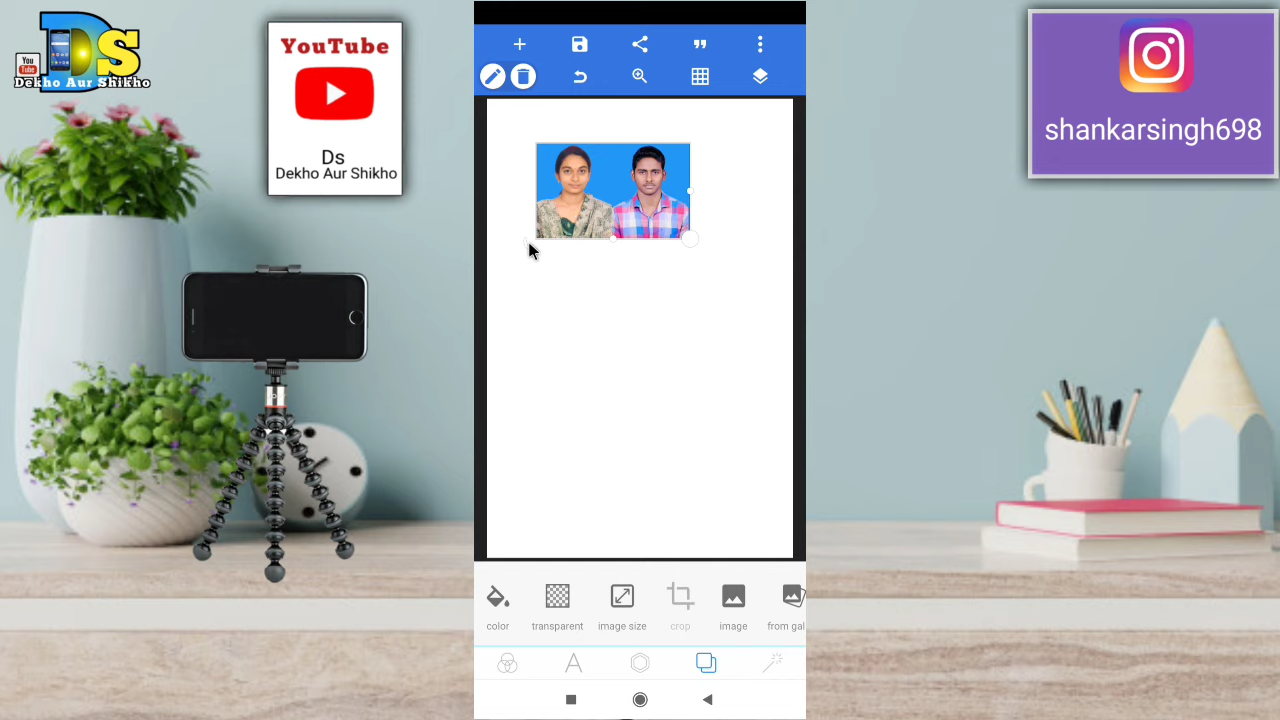 Ds
You
Tube
Dekho Aur Shikho
YouTube
Ds
Dekho Aur Shikho
shankarsingh698
color
transparent
image size
crop
image
from gal